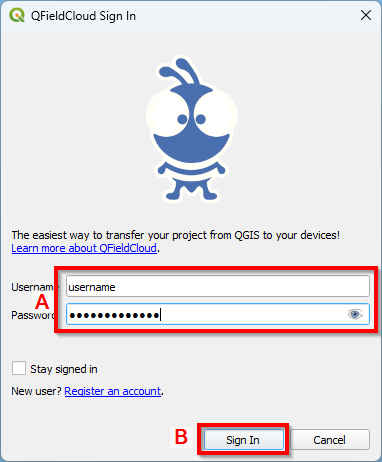 QFieldCloud Sign In
The easiest way to transfer your project from QGIS to your devices!
Learn more about QFieldCloud.
Username username
A
Password ●●●●●●●●●●●●●
Stay signed in
New user? Register an account.
B Sign In Cancel